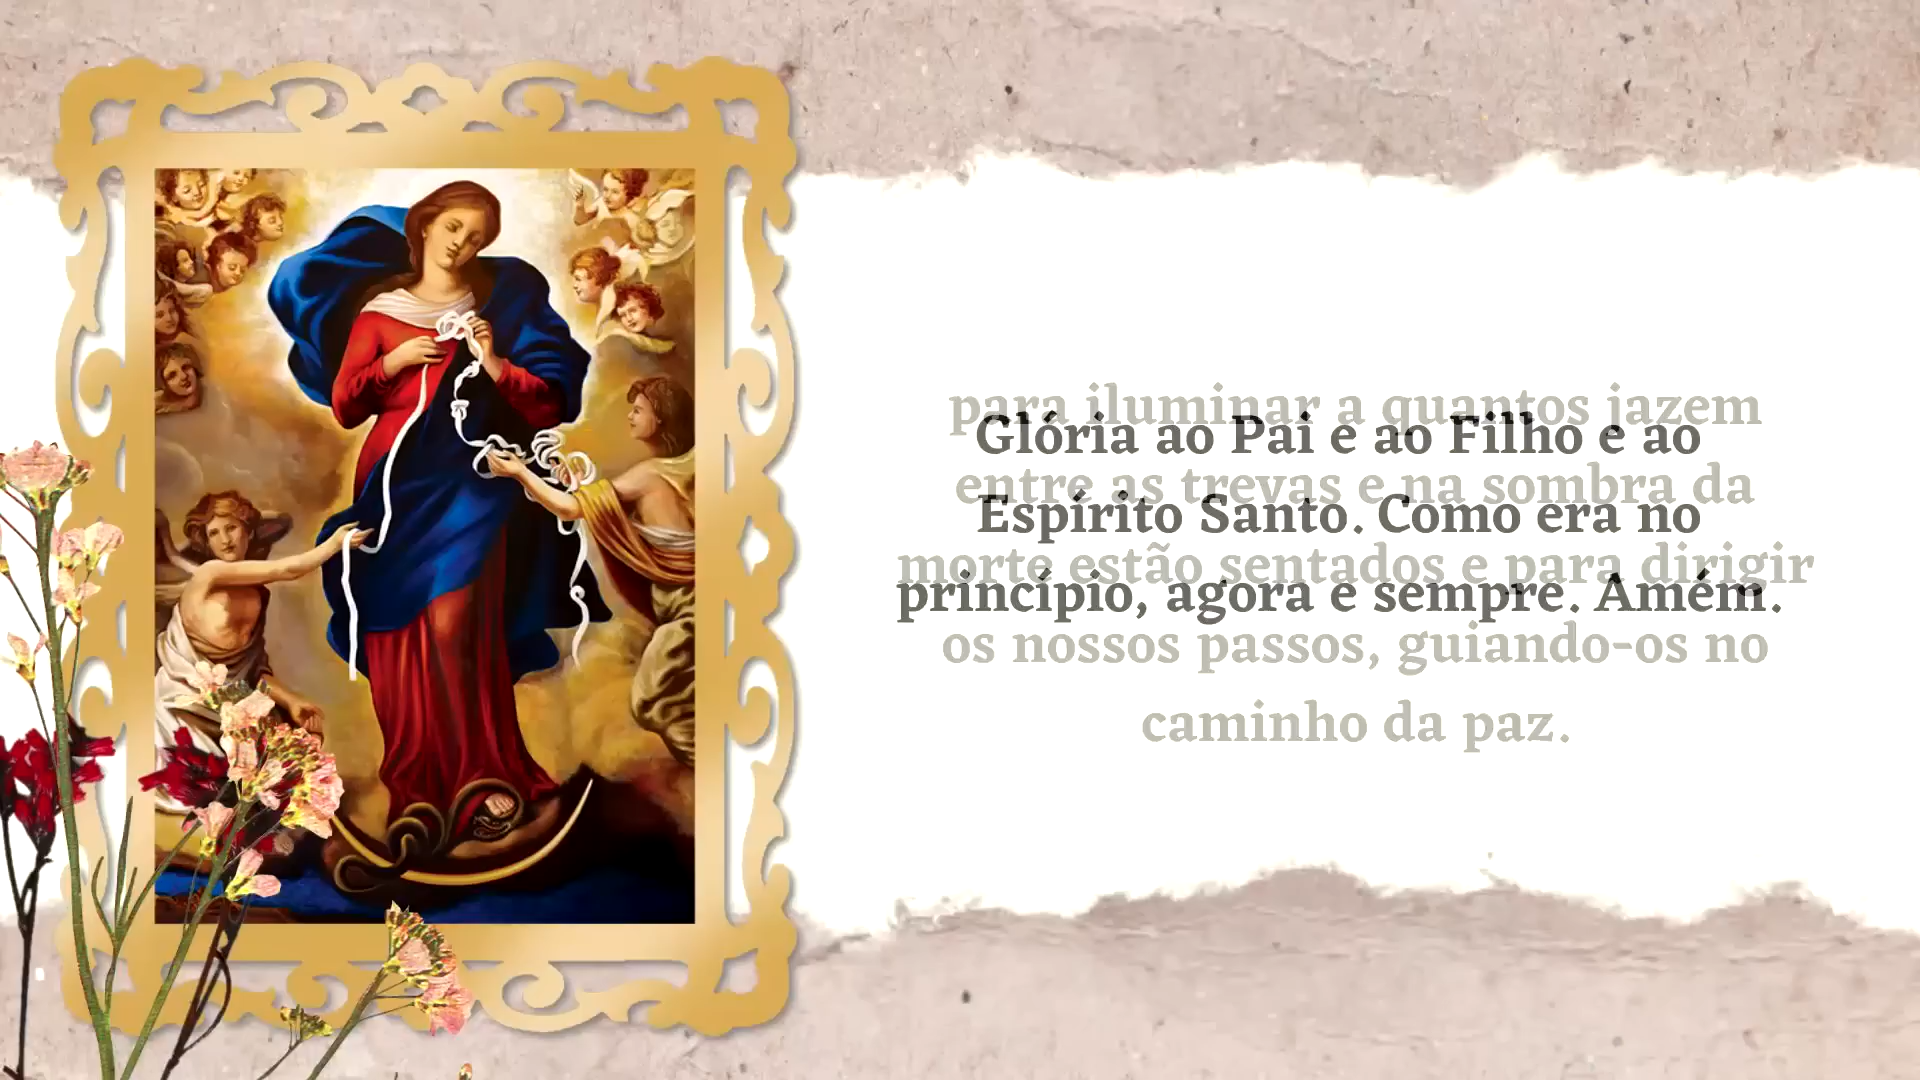 para iluminar a quantos jazem
entre as trevas e na sombra da
morte estão sentados e para dirigir
os nossos passos, guiando-os no
caminho da paz.
Glória ao Pai e ao Filho e ao
Espírito Santo. Como era no
princípio, agora e sempre. Amém.